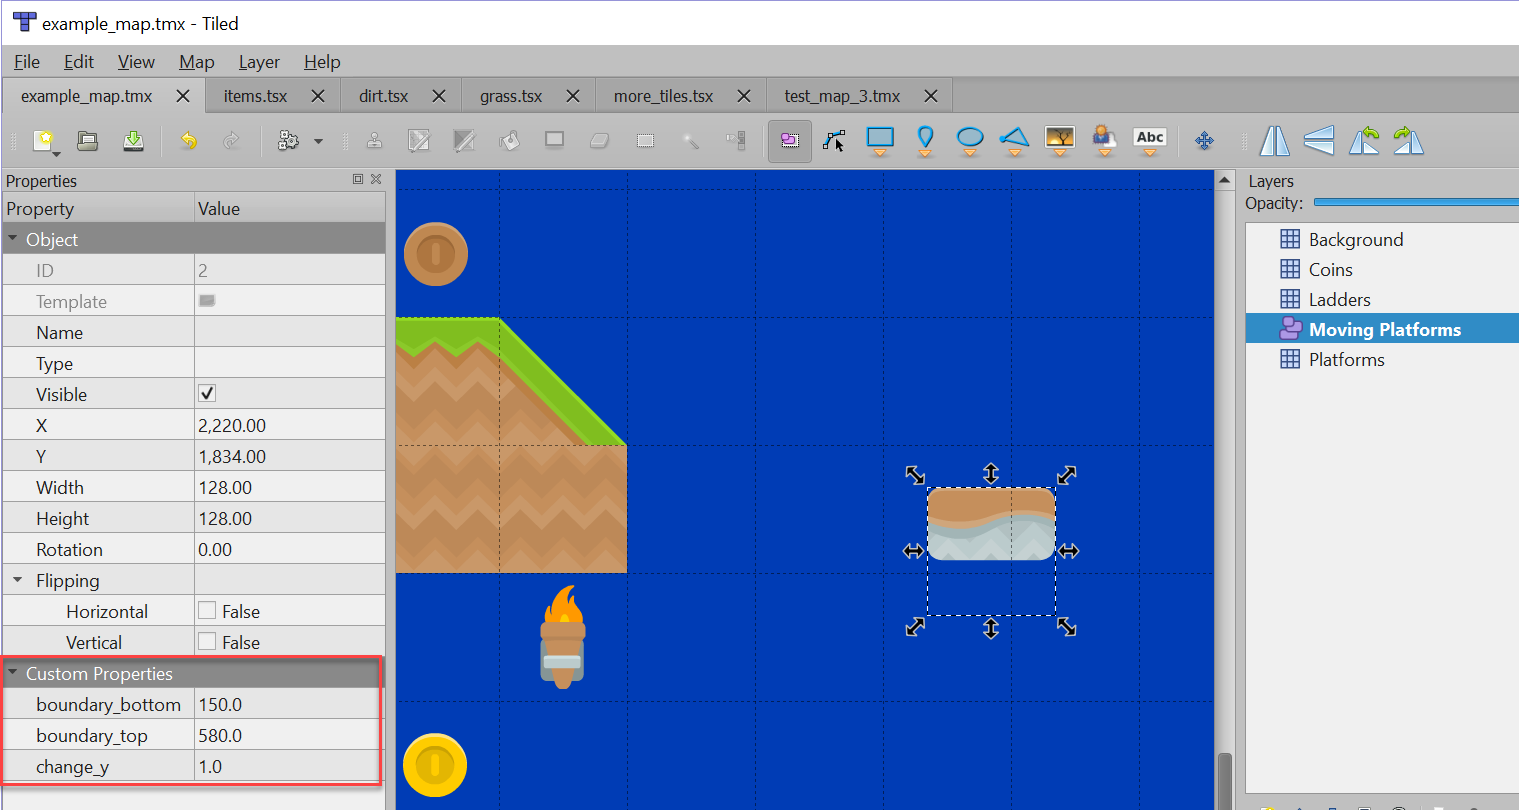 example_map.tmx - Tiled
File Edit View Map Layer Help
example_map.tmx items.tsx dirt.tsx grass.tsx more_tiles.tsx test_map_3.tmx
Abc
Properties
Property Value
Object
ID 2
Template
Name
Type
Visible
X 2,220.00
Y 1,834.00
Width 128.00
Height 128.00
Rotation 0.00
Flipping
Horizontal False
Vertical False
Custom Properties
boundary_bottom 150.0
boundary_top 580.0
change_y 1.0
Layers
Opacity:
Background
Coins
Ladders
Moving Platforms
Platforms